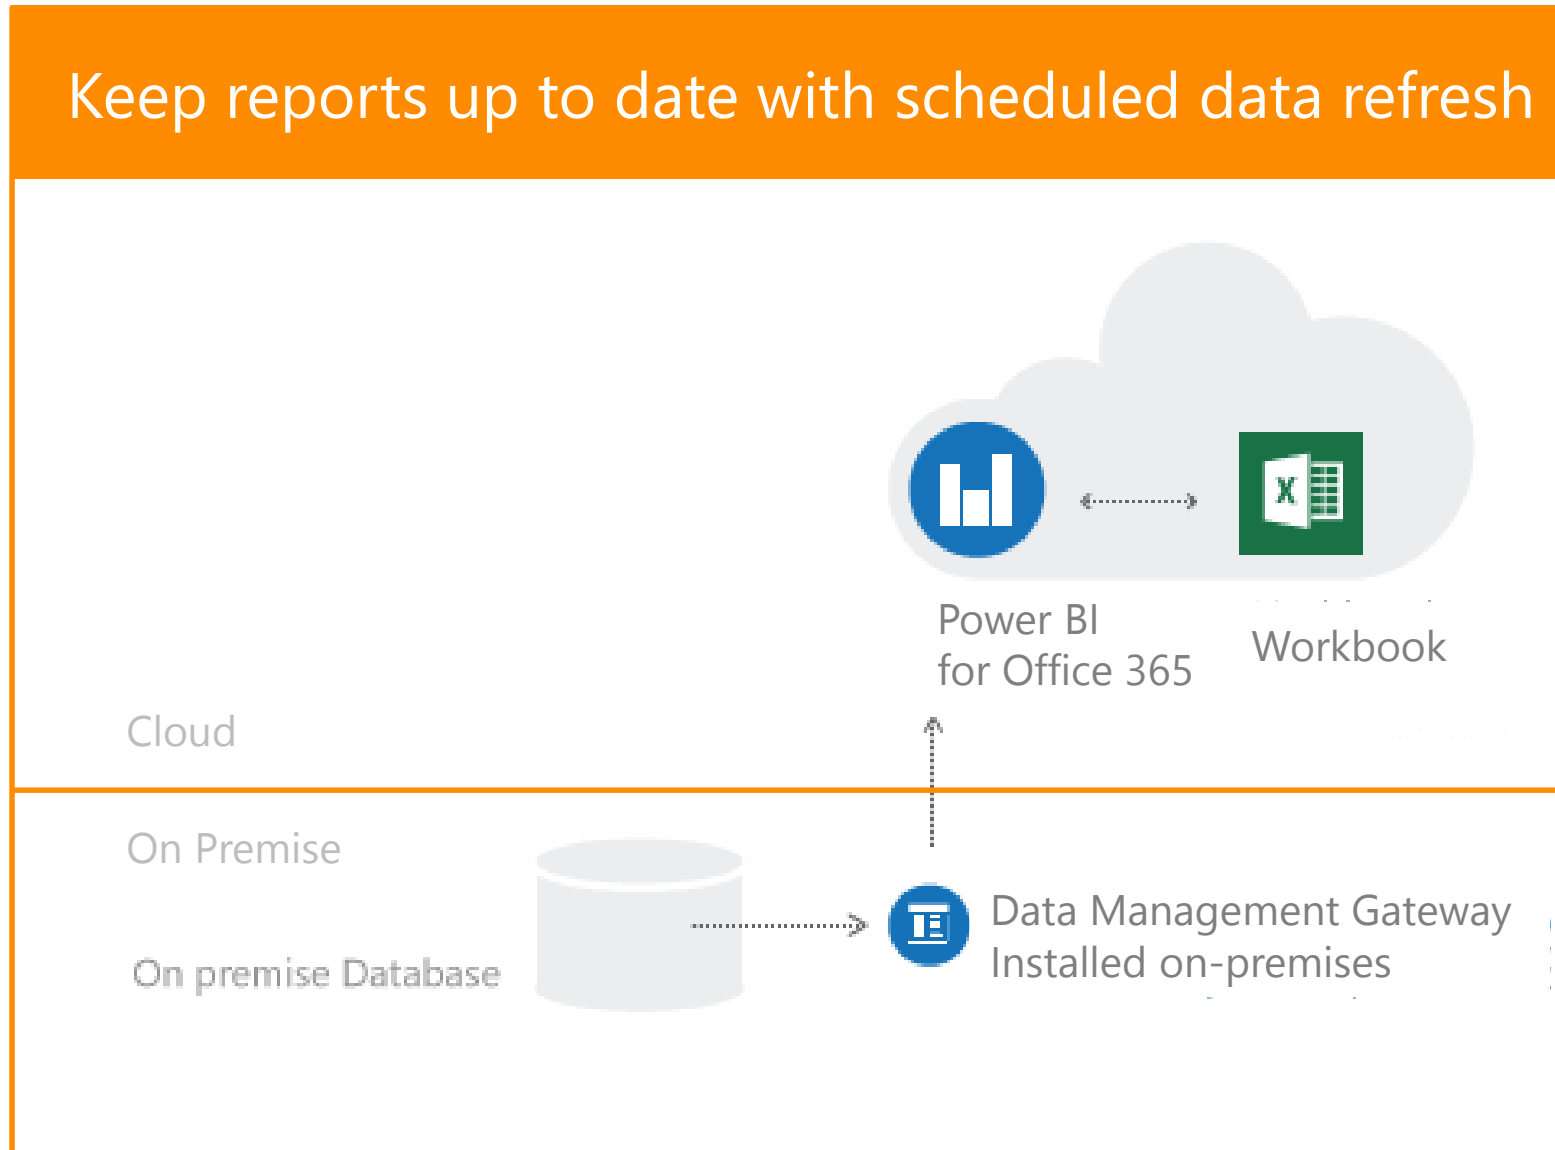 Keep reports up to date with scheduled data refresh
X
Power BI
for Office 365
Workbook
Cloud
On Premise
On premise Database
Data Management Gateway
Installed on-premises